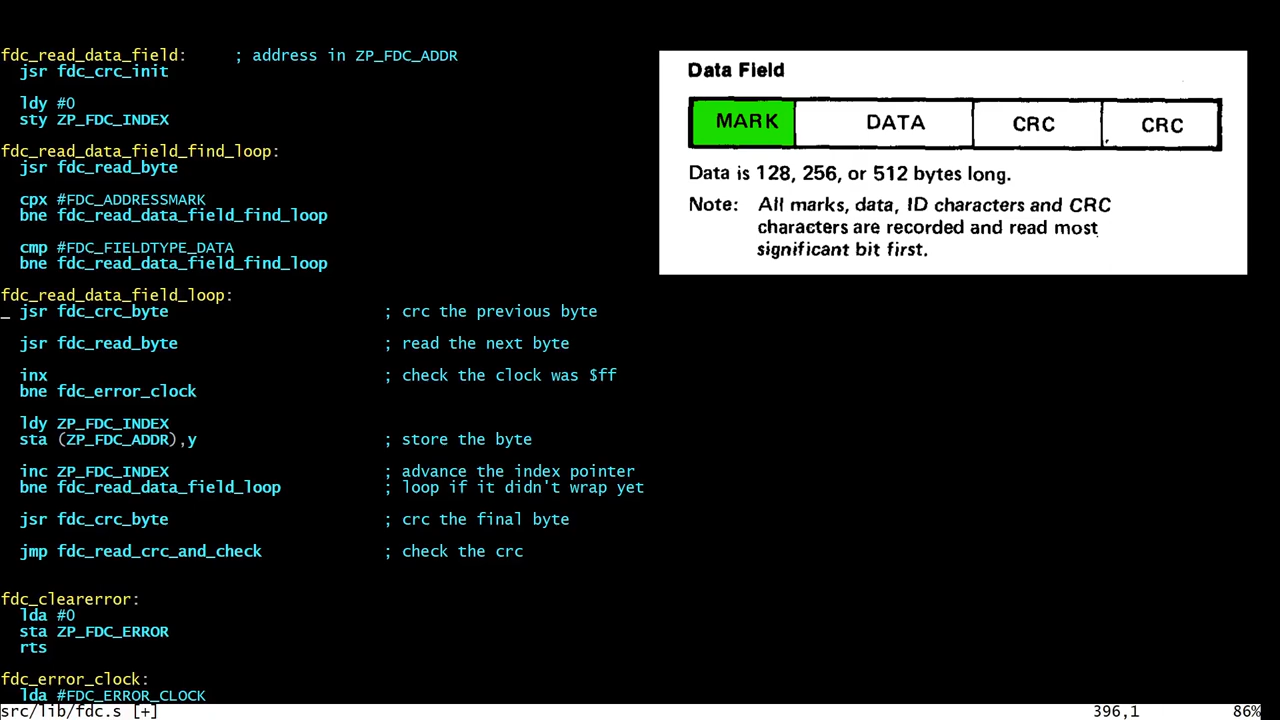 fdc_read_data_field:     ; address in ZP_FDC_ADDR
  jsr fdc_crc_init
  ldy #0
  sty ZP_FDC_INDEX
fdc_read_data_field_find_loop:
  jsr fdc_read_byte
  cpx #FDC_ADDRESSMARK
  bne fdc_read_data_field_find_loop
  cmp #FDC_FIELDTYPE_DATA
  bne fdc_read_data_field_find_loop
fdc_read_data_field_loop:
_ jsr fdc_crc_byte                       ; crc the previous byte
  jsr fdc_read_byte                      ; read the next byte
  inx                                    ; check the clock was $ff
  bne fdc_error_clock
  ldy ZP_FDC_INDEX
  sta (ZP_FDC_ADDR),y                    ; store the byte
  inc ZP_FDC_INDEX                       ; advance the index pointer
  bne fdc_read_data_field_loop           ; loop if it didn't wrap yet
  jsr fdc_crc_byte                       ; crc the final byte
  jmp fdc_read_crc_and_check             ; check the crc
fdc_clearerror:
  lda #0
  sta ZP_FDC_ERROR
  rts
fdc_error_clock:
  lda #FDC_ERROR_CLOCK
src/lib/fdc.s [+]                        396,1          86%
Data Field
MARK DATA CRC CRC
Data is 128, 256, or 512 bytes long.
Note: All marks, data, ID characters and CRC
characters are recorded and read most
significant bit first.